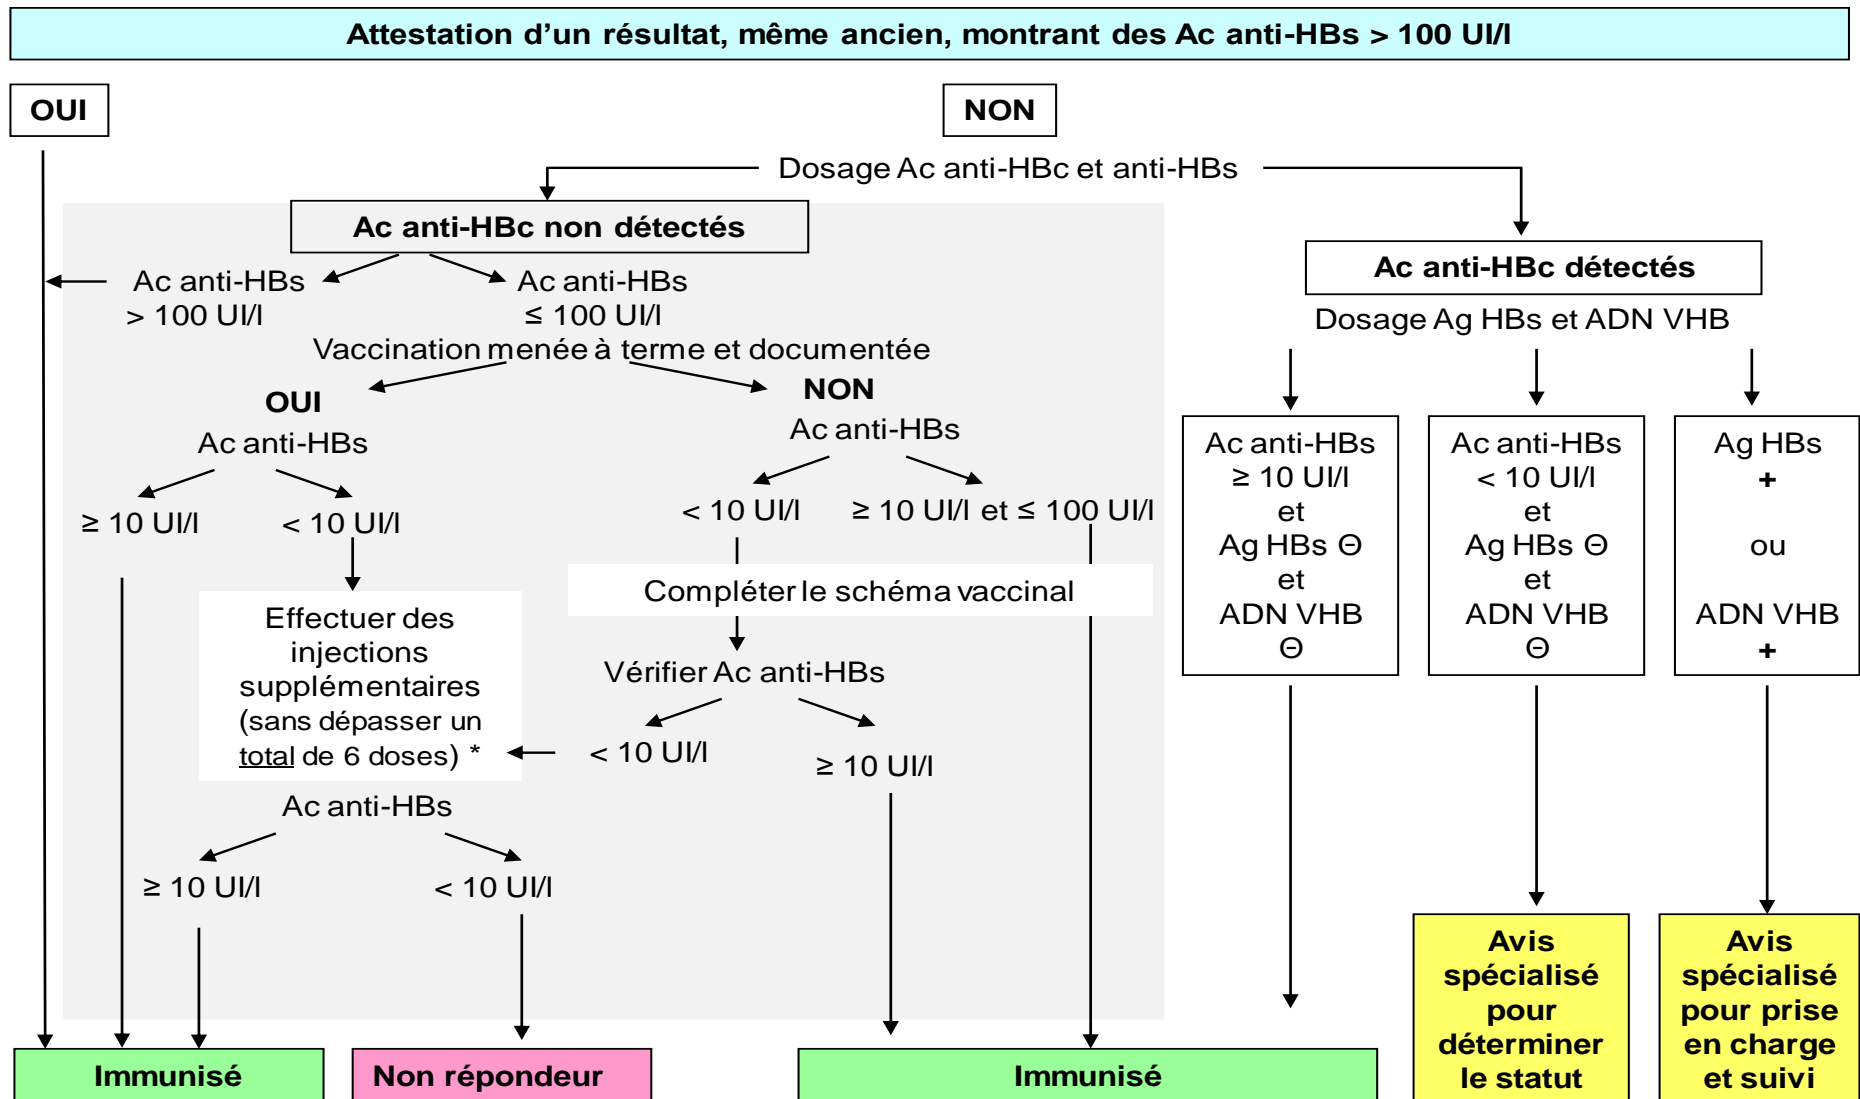 Attestation d’un résultat, même ancien, montrant des Ac anti-HBs > 100 UI/l
OUI
NON
Dosage Ac anti-HBc et anti-HBs
Ac anti-HBc non détectés
Ac anti-HBs
> 100 UI/l
Ac anti-HBs
≤ 100 UI/l
Vaccination menée à terme et documentée
OUI
Ac anti-HBs
≥ 10 UI/l
< 10 UI/l
Effectuer des
injections
supplémentaires
(sans dépasser un
total de 6 doses) *
Ac anti-HBs
≥ 10 UI/l
< 10 UI/l
NON
Ac anti-HBs
< 10 UI/l
≥ 10 UI/l et ≤ 100 UI/l
Compléter le schéma vaccinal
Vérifier Ac anti-HBs
< 10 UI/l
≥ 10 UI/l
Ac anti-HBc détectés
Dosage Ag HBs et ADN VHB
Ac anti-HBs
≥ 10 UI/l
et
Ag HBs Θ
et
ADN VHB
Θ
Ac anti-HBs
< 10 UI/l
et
Ag HBs Θ
et
ADN VHB
Θ
Ag HBs
+
ou
ADN VHB
+
Immunisé
Non répondeur
Immunisé
Avis
spécialisé
pour
déterminer
le statut
Avis
spécialisé
pour prise
en charge
et suivi